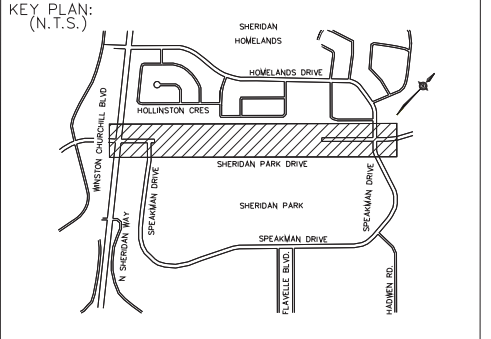 KEY PLAN:
(N.T.S.)
SHERIDAN
HOMELANDS
HOMELANDS DRIVE
HOLLINSTON CRES
WINSTON CHURCHILL BLVD
SHERIDAN PARK DRIVE
SPEAKMAN DRIVE
SPEAKMAN DRIVE
SHERIDAN PARK
N SHERIDAN WAY
SPEAKMAN DRIVE
FLAVELLE BLVD.
HADWEN RD.